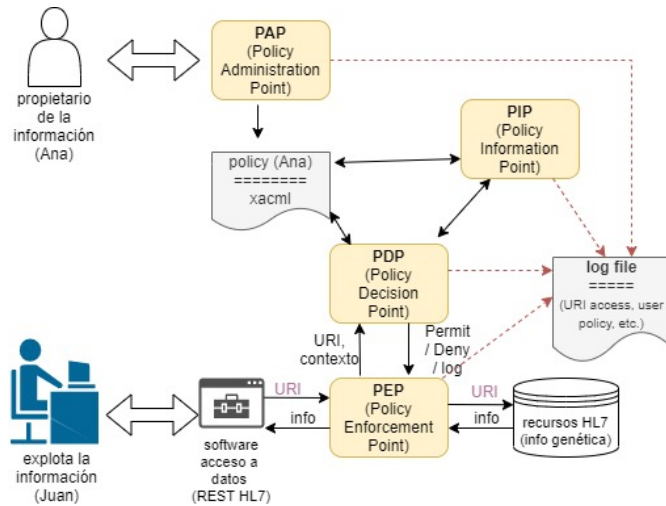 PAP
(Policy
Administration
Point)
propietario
de la
información
(Ana)
PIP
(Policy
Information
Point)
policy (Ana)
========
xacml
PDP
(Policy
Decision
Point)
log file
=====
(URI access, user
policy, etc.)
URI,
contexto
Permit
/ Deny
/ log
URI
info
PEP
(Policy
Enforcement
Point)
URI
info
recursos HL7
(info genética)
software
acceso a
datos
(REST HL7)
explota la
información
(Juan)